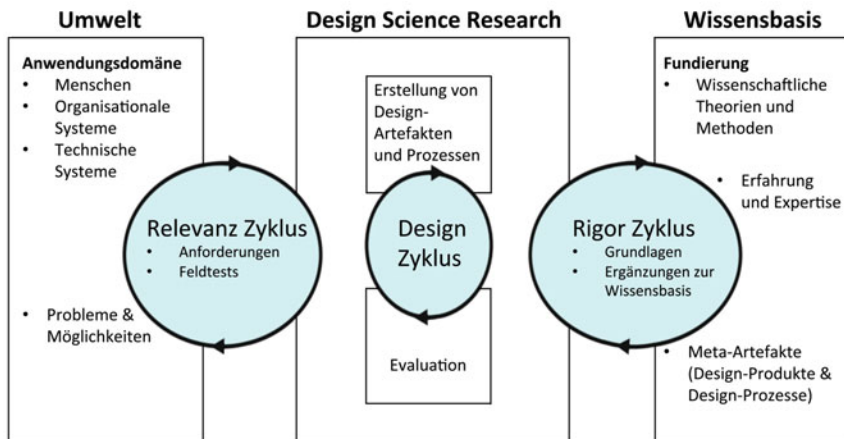 Umwelt
Anwendungsdomäne
• Menschen
• Organisationale
Systeme
• Technische
Systeme
• Probleme &
Möglichkeiten
Relevanz Zyklus
• Anforderungen
• Feldtests
Design Science Research
Erstellung von
Design-
Artefakten
und Prozessen
Design
Zyklus
Evaluation
Rigor Zyklus
• Grundlagen
• Ergänzungen zur
Wissensbasis
Wissensbasis
Fundierung
• Wissenschaftliche
Theorien und
Methoden
• Erfahrung
und Expertise
• Meta-Artefakte
(Design-Produkte &
Design-Prozesse)